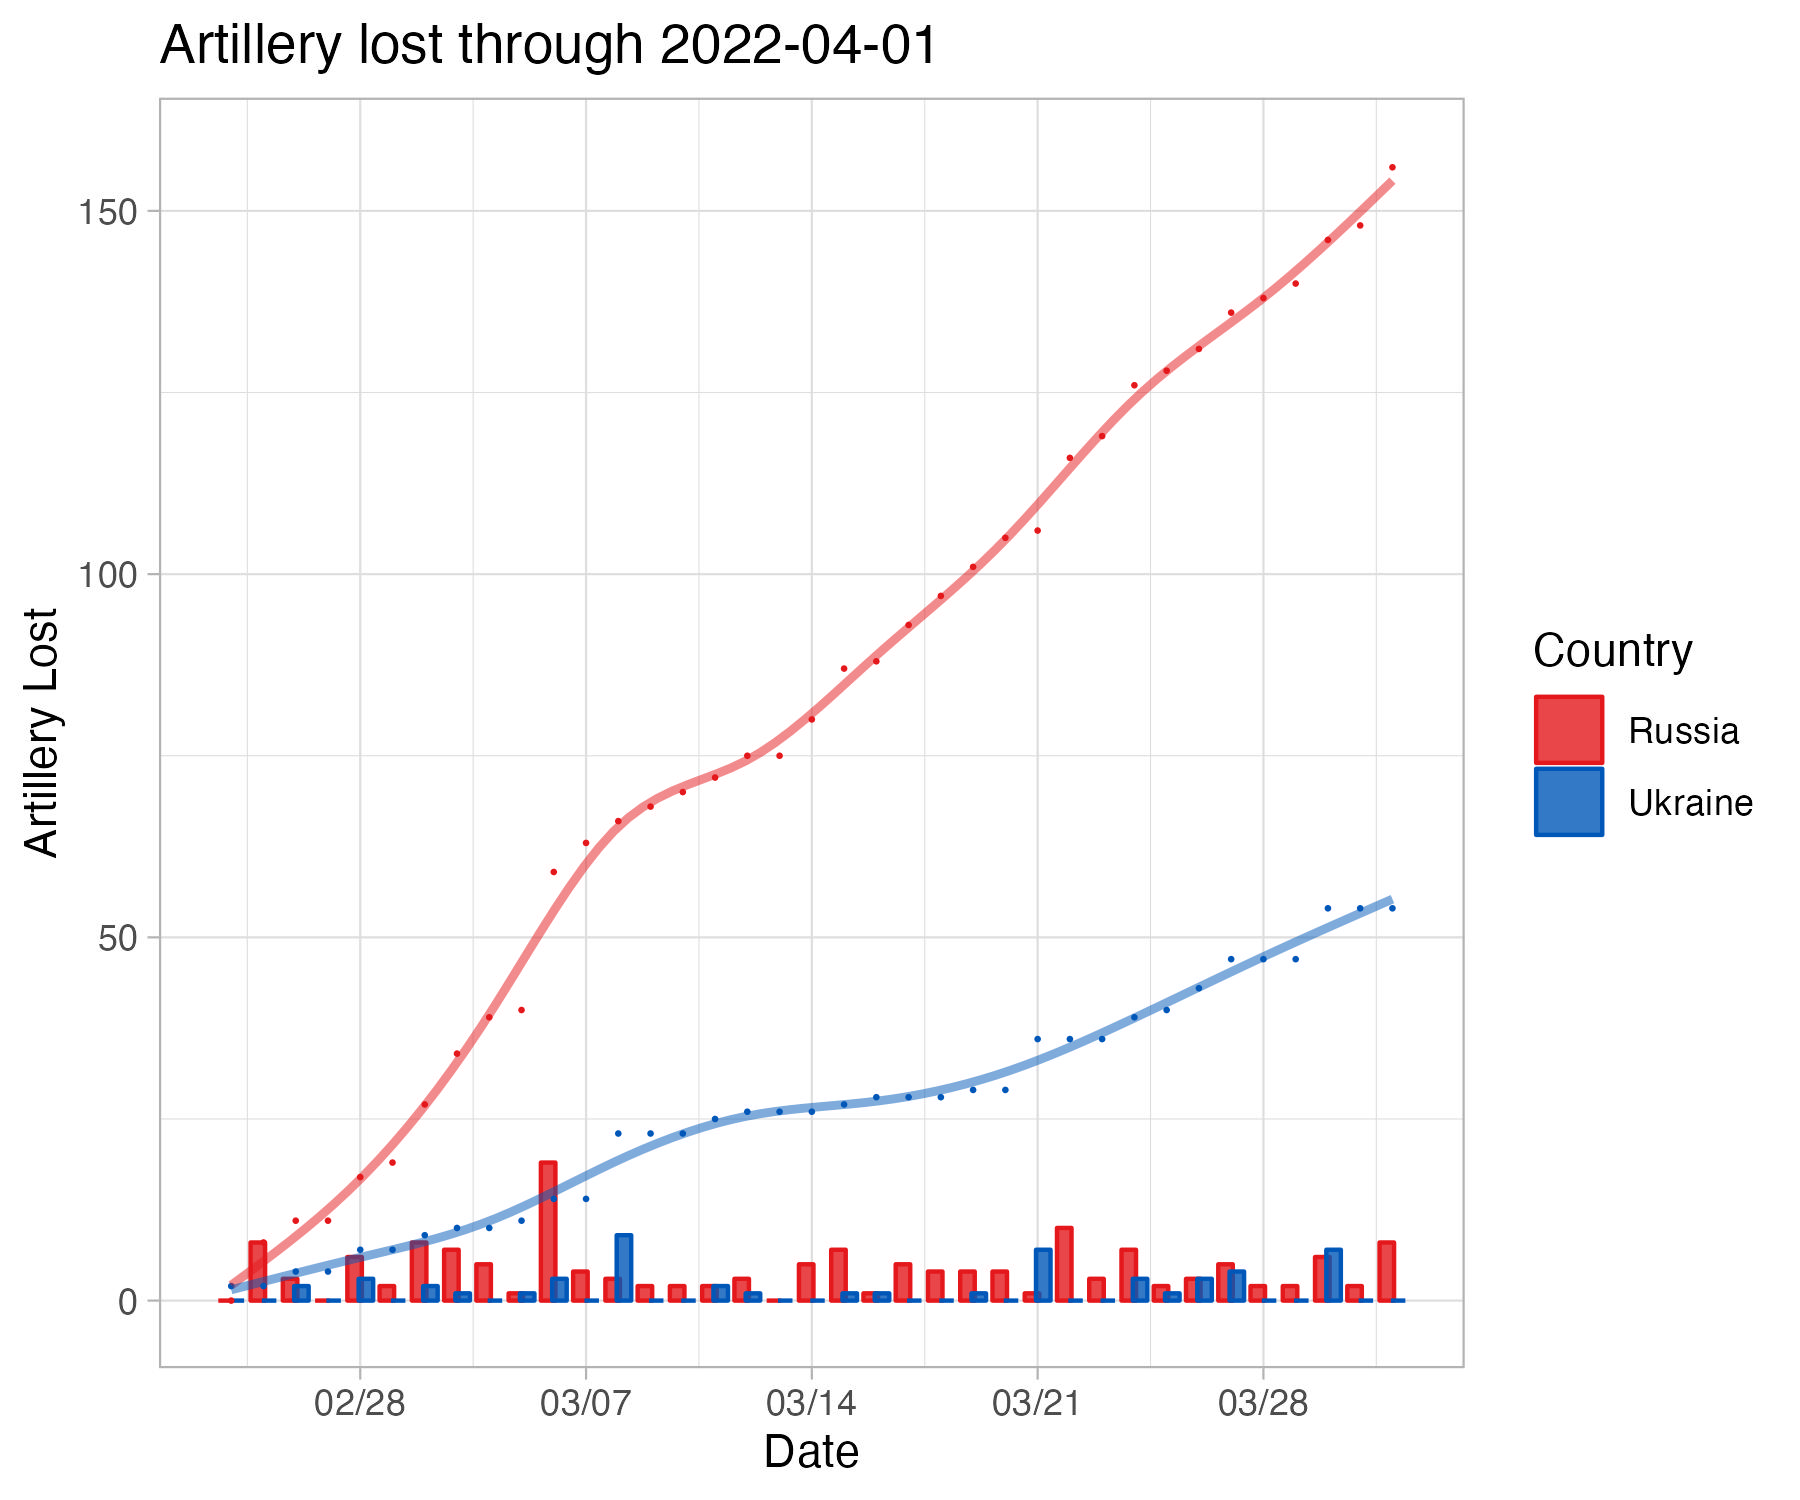 Artillery lost through 2022-04-01
Artillery Lost
150
100
50
0
02/28 03/07 03/14 03/21 03/28
Date
Country
Russia
Ukraine